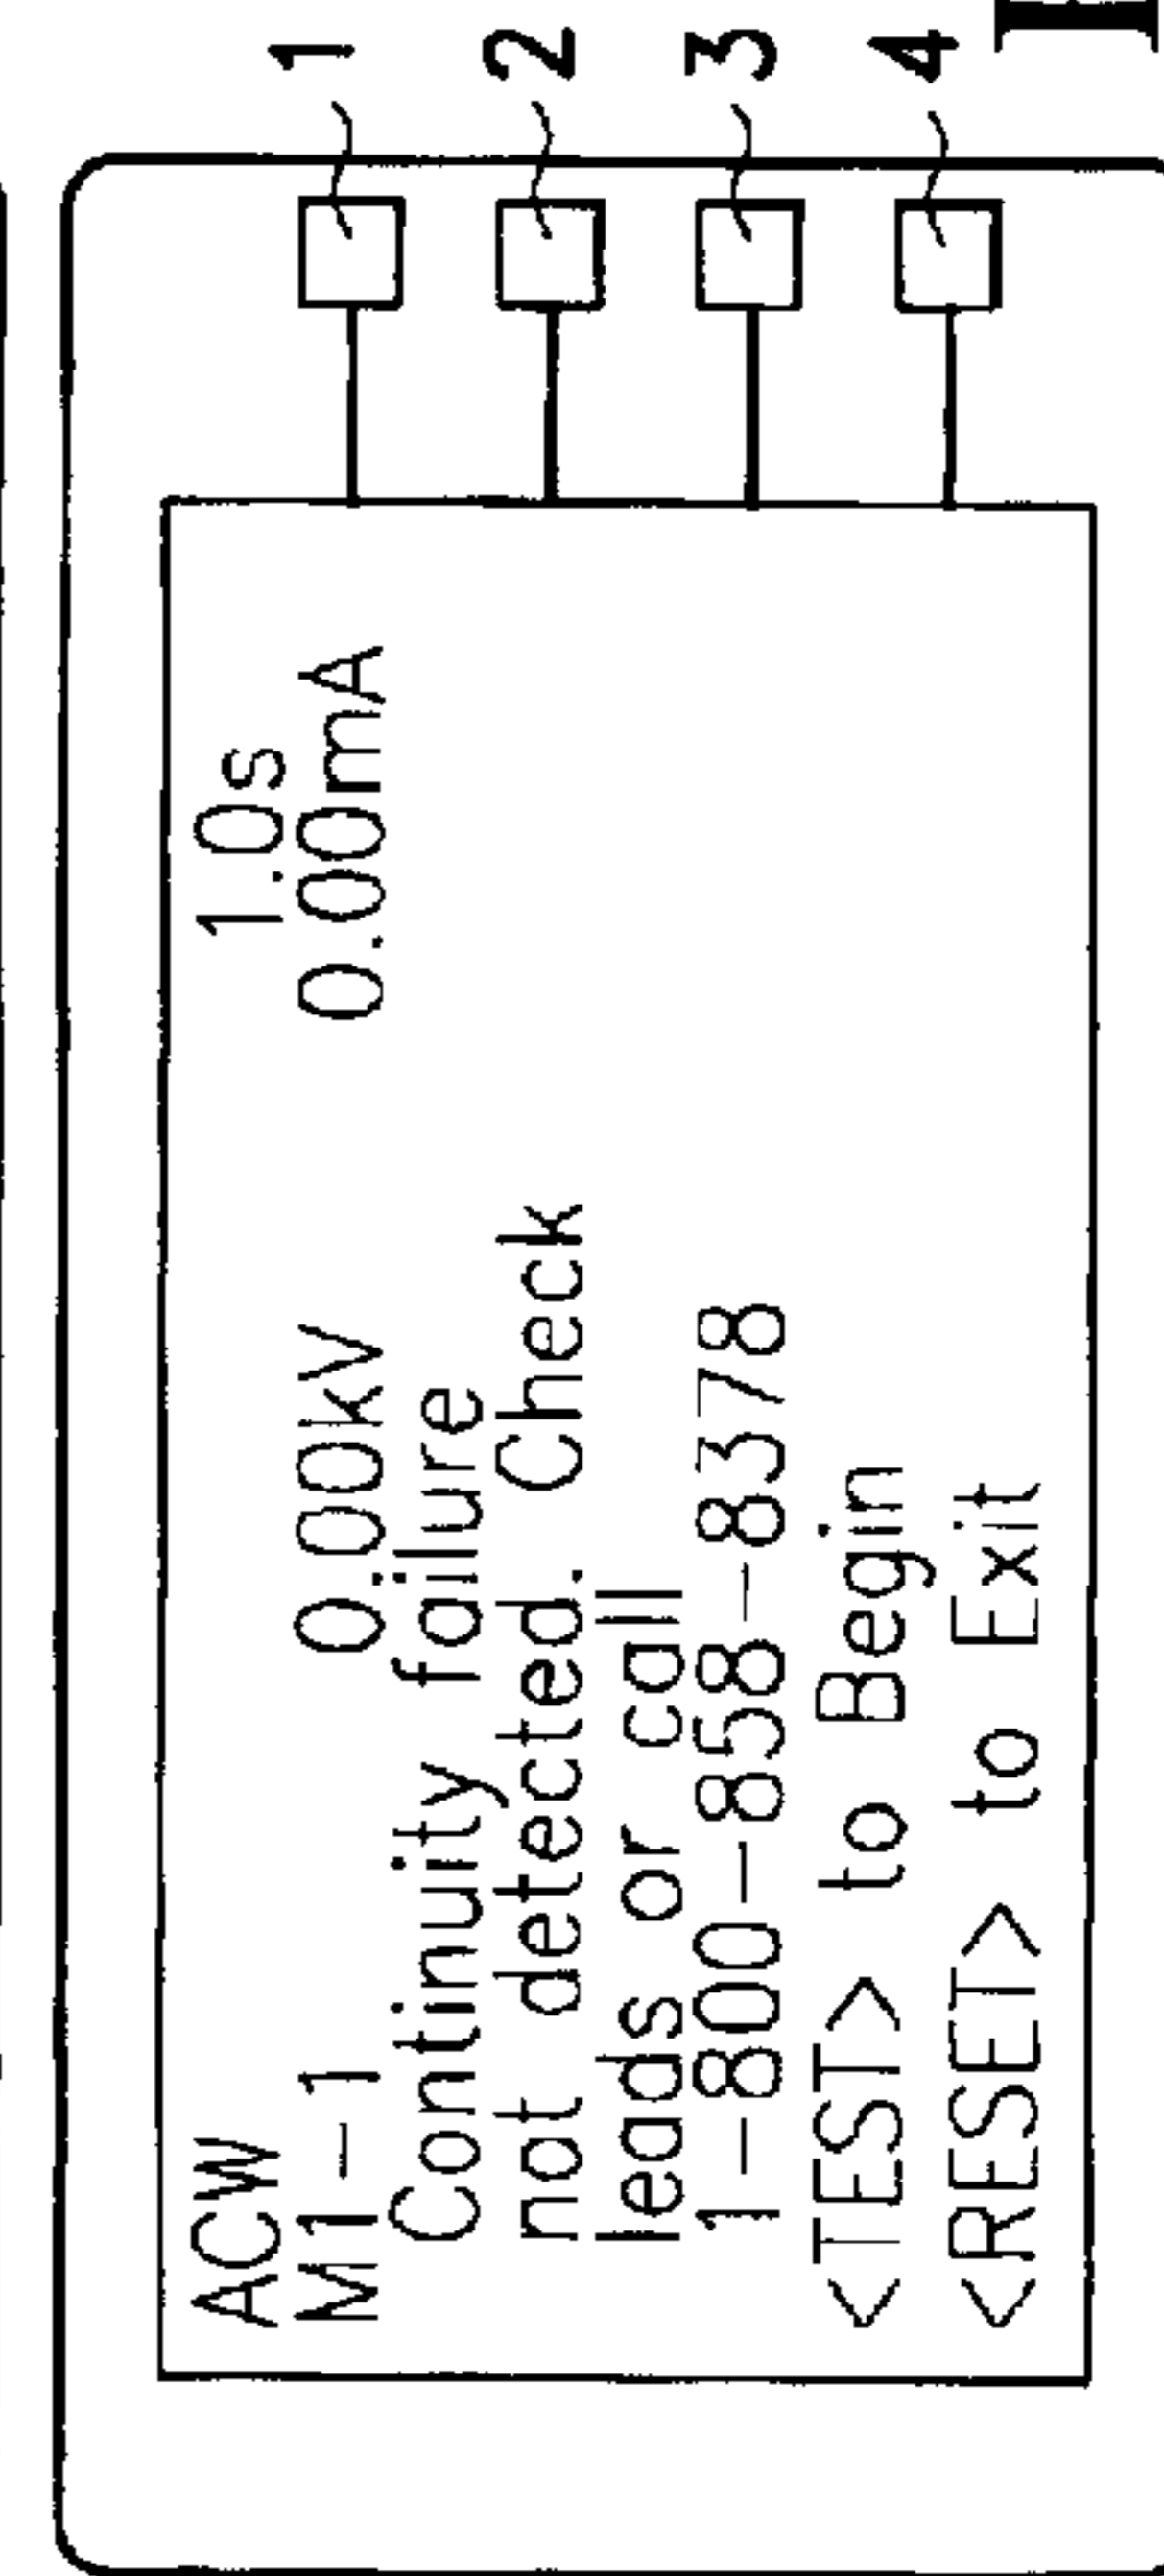 ACW 1.0s
M1-1 0.00kV 0.00mA
Continuity failure
not detected. Check
leads or call
1-800-858-8378
<TEST> to Begin
<RESET> to Exit
1
2
3
4